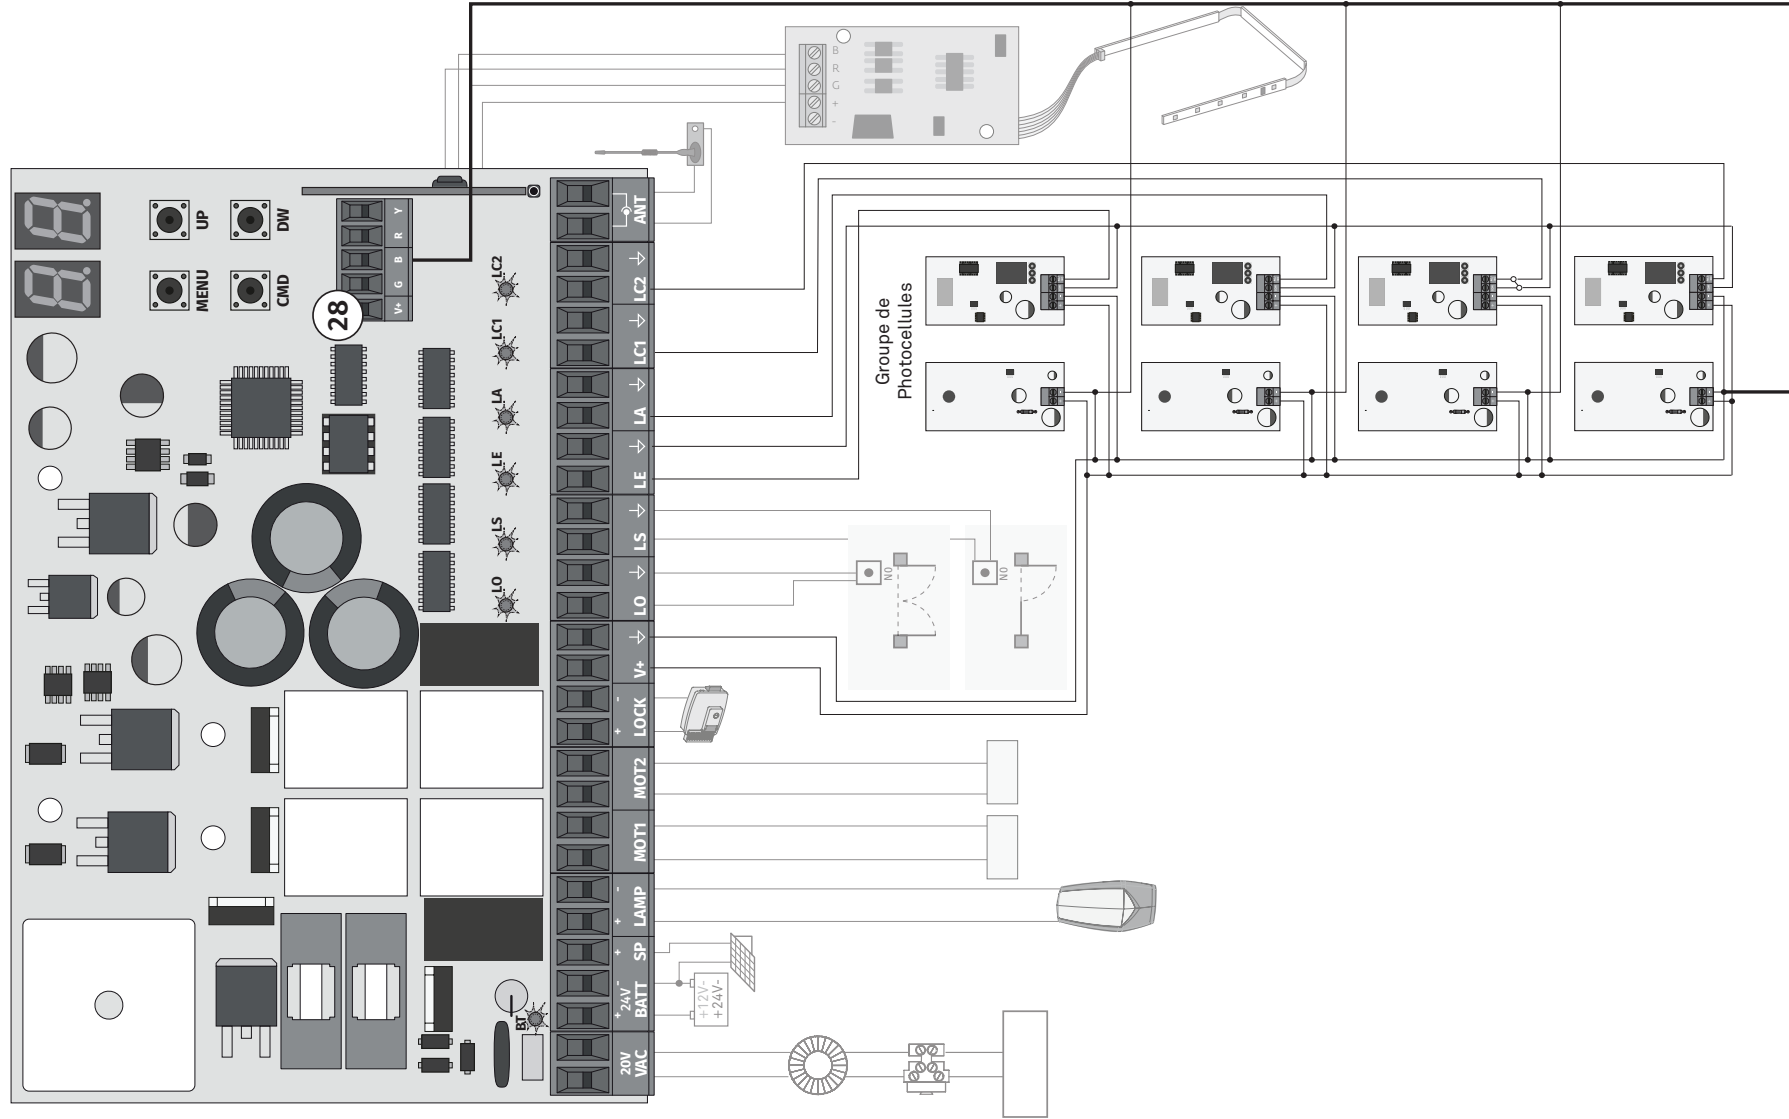 B
R
G
+
-
UP
DW
MENU
CMD
Y
R
B
G
V+
28
LC2
LC1
LA
LE
LS
LO
BT
ANT
LC2
LC1
LA
LE
LS
LO
V+
- +
LOCK
MOT2
MOT1
- +
LAMP
+
SP
- 24V +
BATT
20V
VAC
Groupe de
Photocellules
NO
NO
+12V-
+24V-